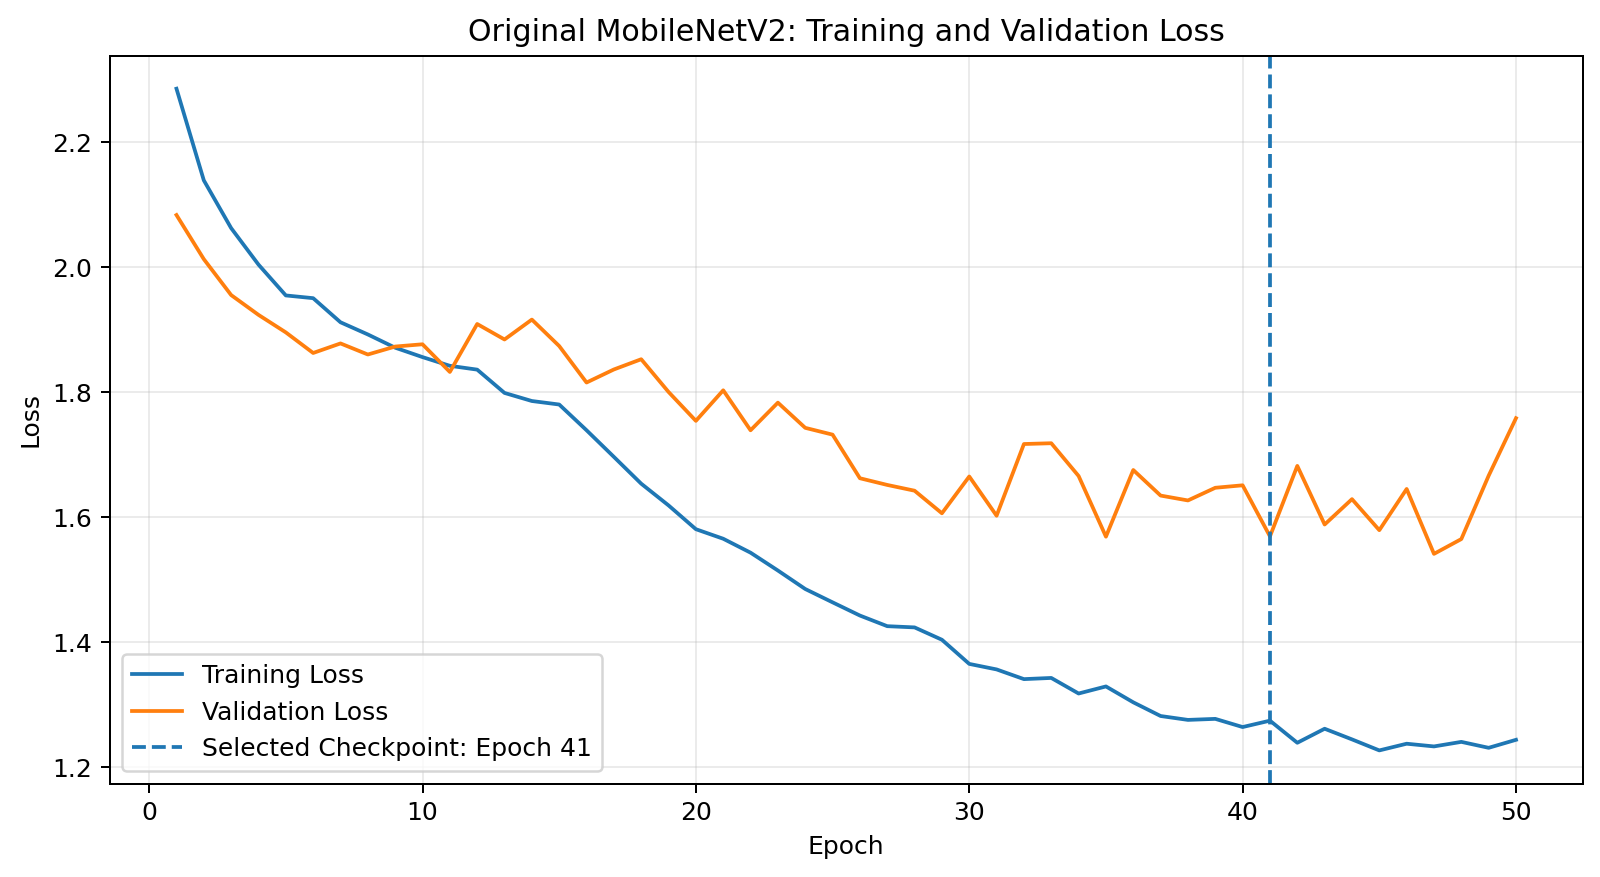 Original MobileNetV2: Training and Validation Loss
2.2
2.0
1.8
1.6
1.4
1.2
Loss
Training Loss
Validation Loss
Selected Checkpoint: Epoch 41
0 10 20 30 40 50
Epoch